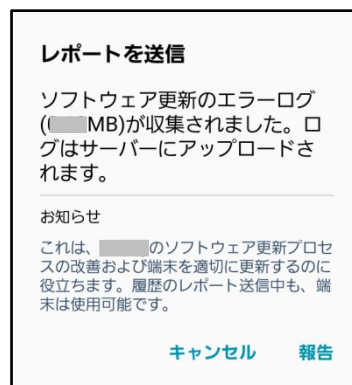 レポートを送信
ソフトウェア更新のエラーログ
( MB)が収集されました。ロ
グはサーバーにアップロードさ
れます。
お知らせ
これは、 のソフトウェア更新プロセ
スの改善および端末を適切に更新するのに
役立ちます。履歴のレポート送信中も、端
末は使用可能です。
キャンセル 報告